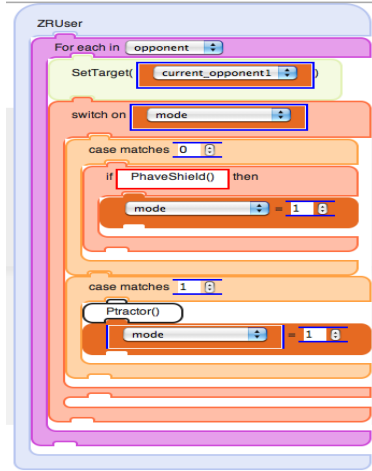 ZRUser
For each in opponent
SetTarget( current_opponent1 )
switch on mode
case matches 0
if PhaveShield() then
mode = 1
case matches 1
Ptractor()
mode = 1